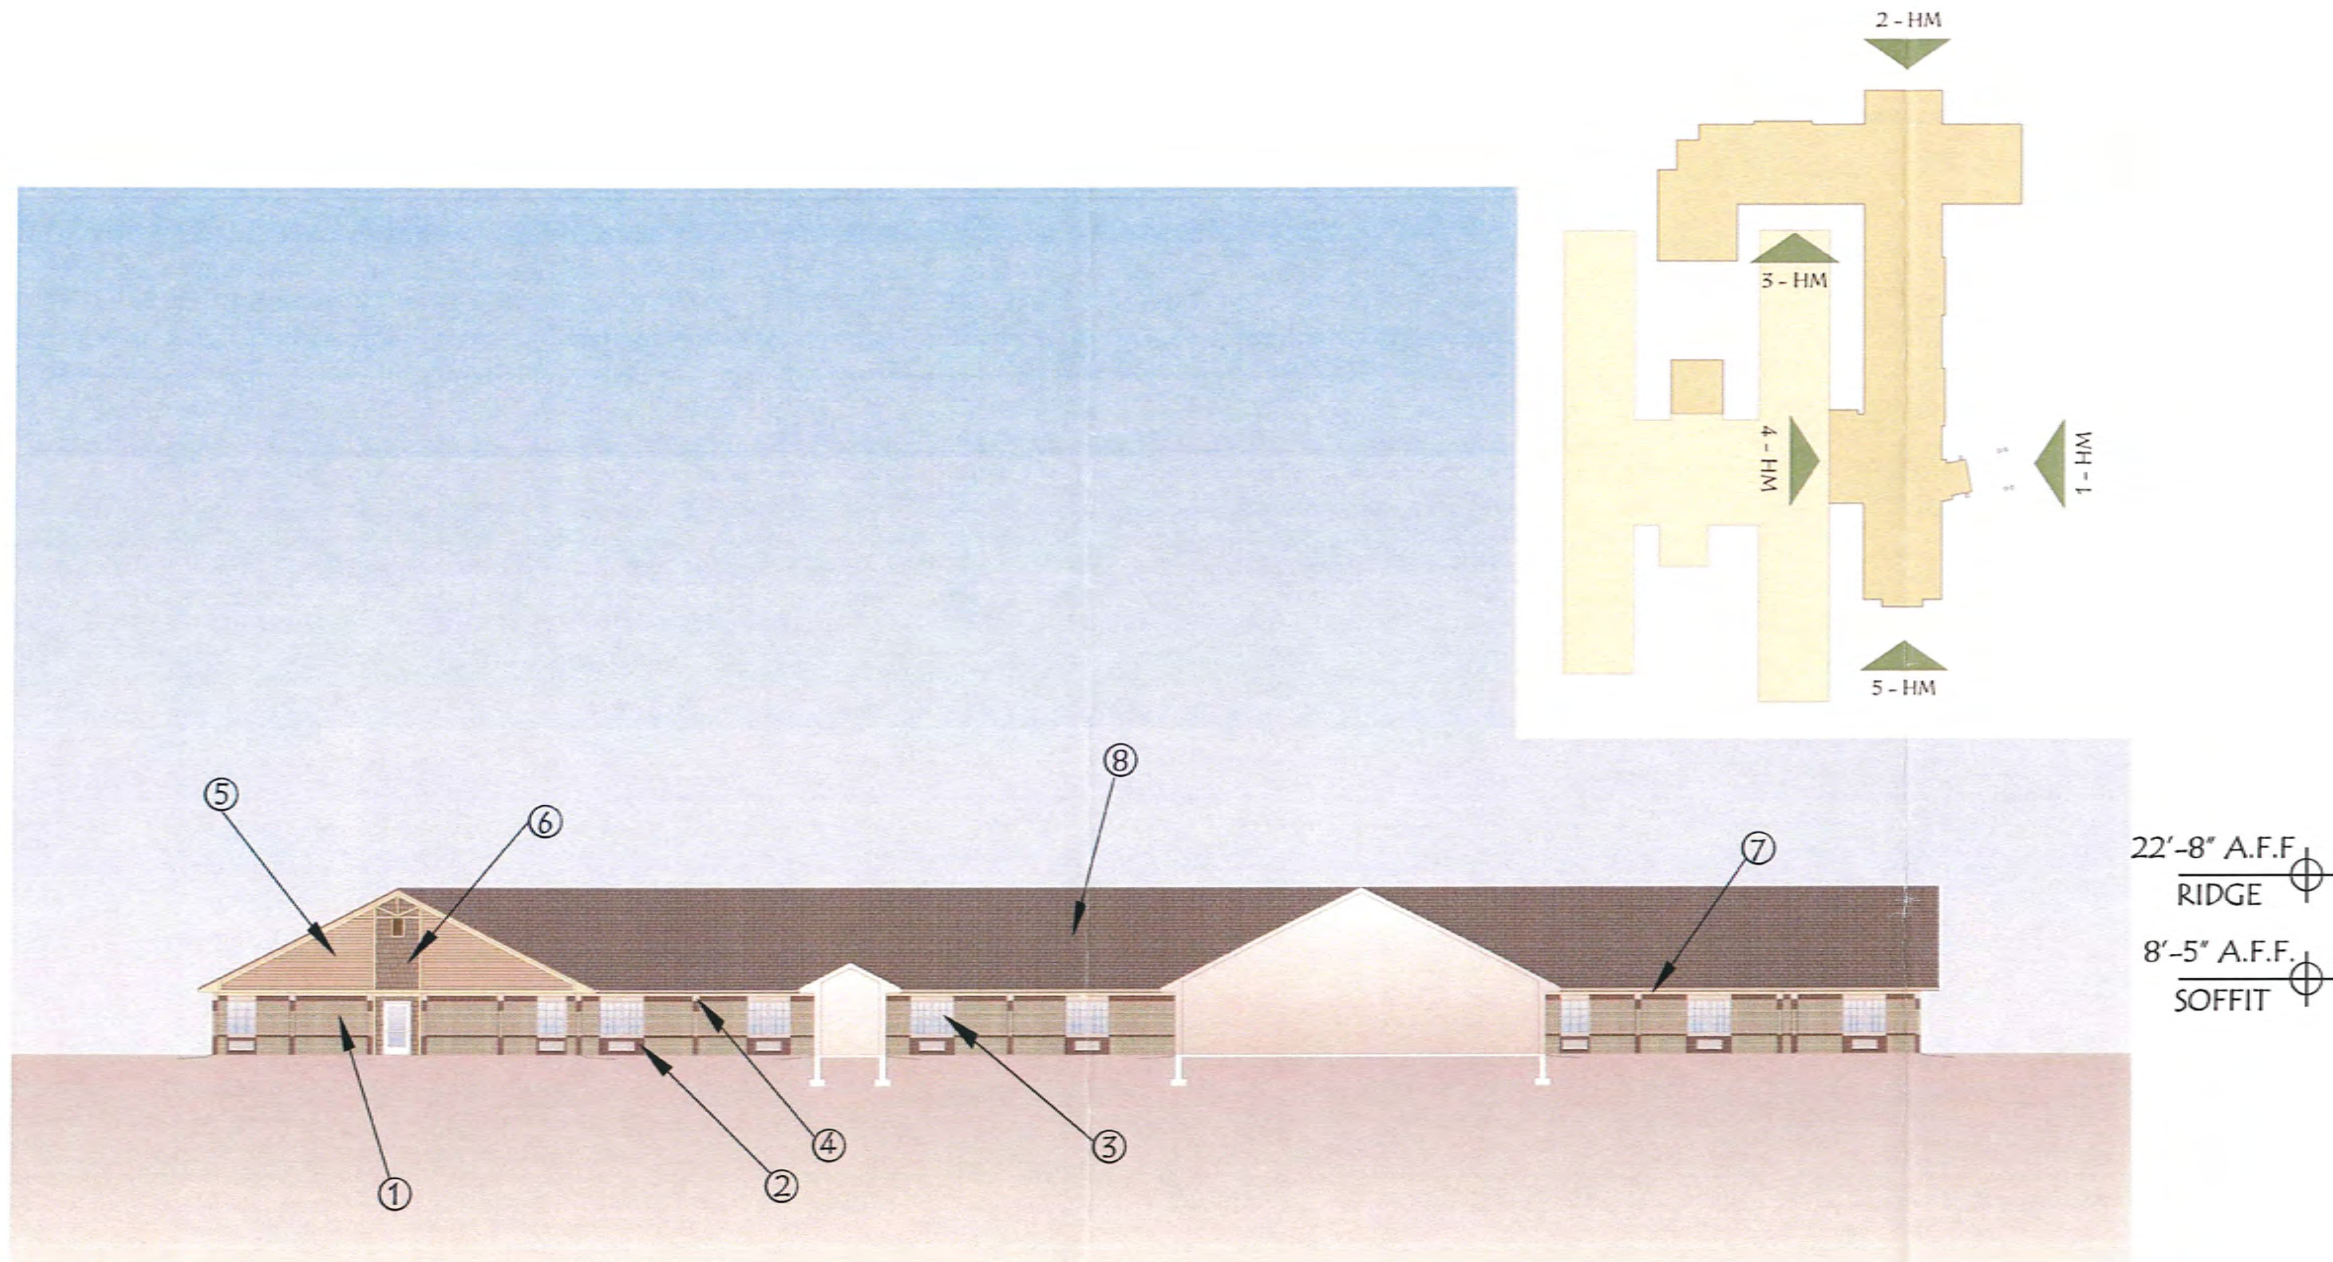 2 - HM
3 - HM
4 - HM
1 - HM
5 - HM
8
5
6
7
22'-8" A.F.F
RIDGE
8'-5" A.F.F.
SOFFIT
4
3
2
1